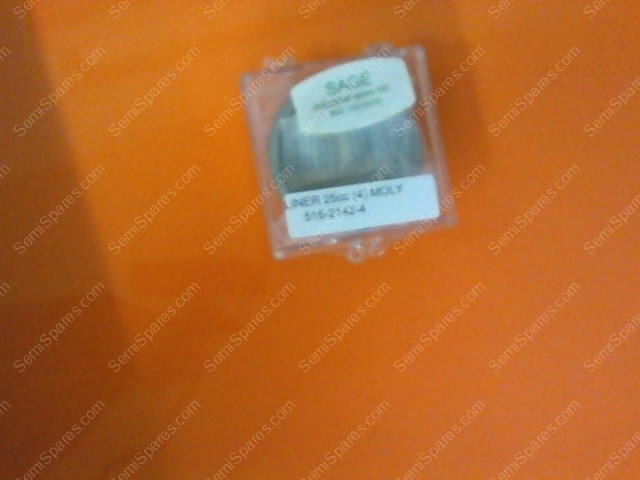 SAGE
LINER 25cc (4) MOLY
515-2142-4
SemiSpares.com